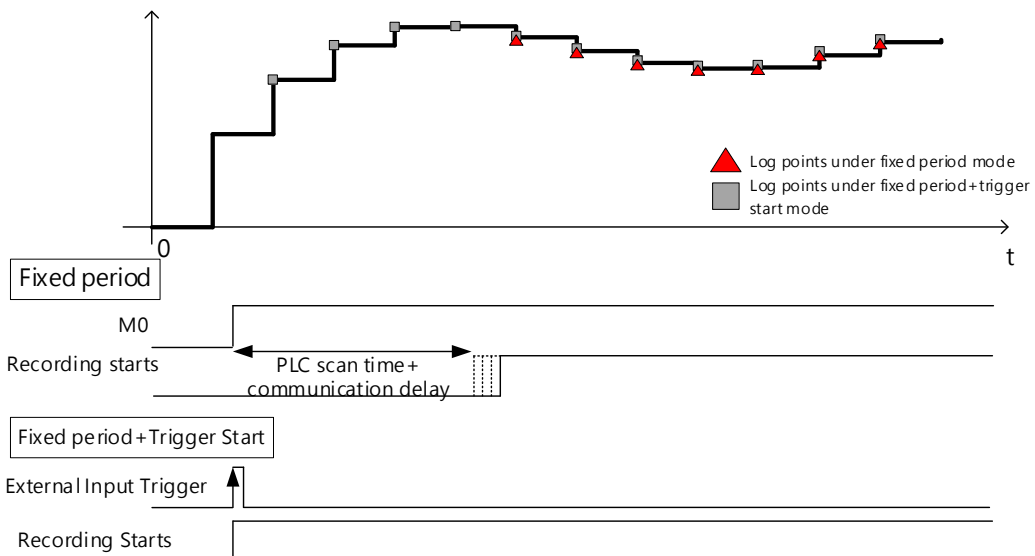 Log points under fixed period mode
Log points under fixed period+trigger
start mode
0
t
Fixed period
M0
Recording starts
PLC scan time+
communication delay
Fixed period+Trigger Start
External Input Trigger
Recording Starts